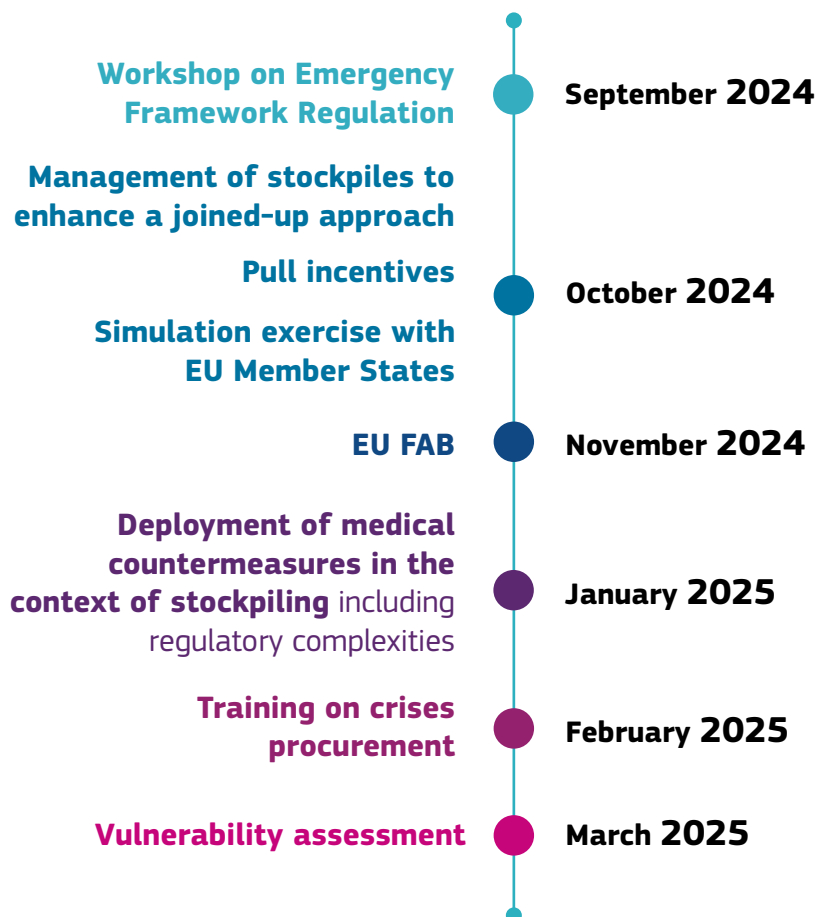 Workshop on Emergency
Framework Regulation
September 2024
Management of stockpiles to
enhance a joined-up approach
Pull incentives
Simulation exercise with
EU Member States
October 2024
EU FAB
November 2024
Deployment of medical
countermeasures in the
context of stockpiling including
regulatory complexities
January 2025
Training on crises
procurement
February 2025
Vulnerability assessment
March 2025